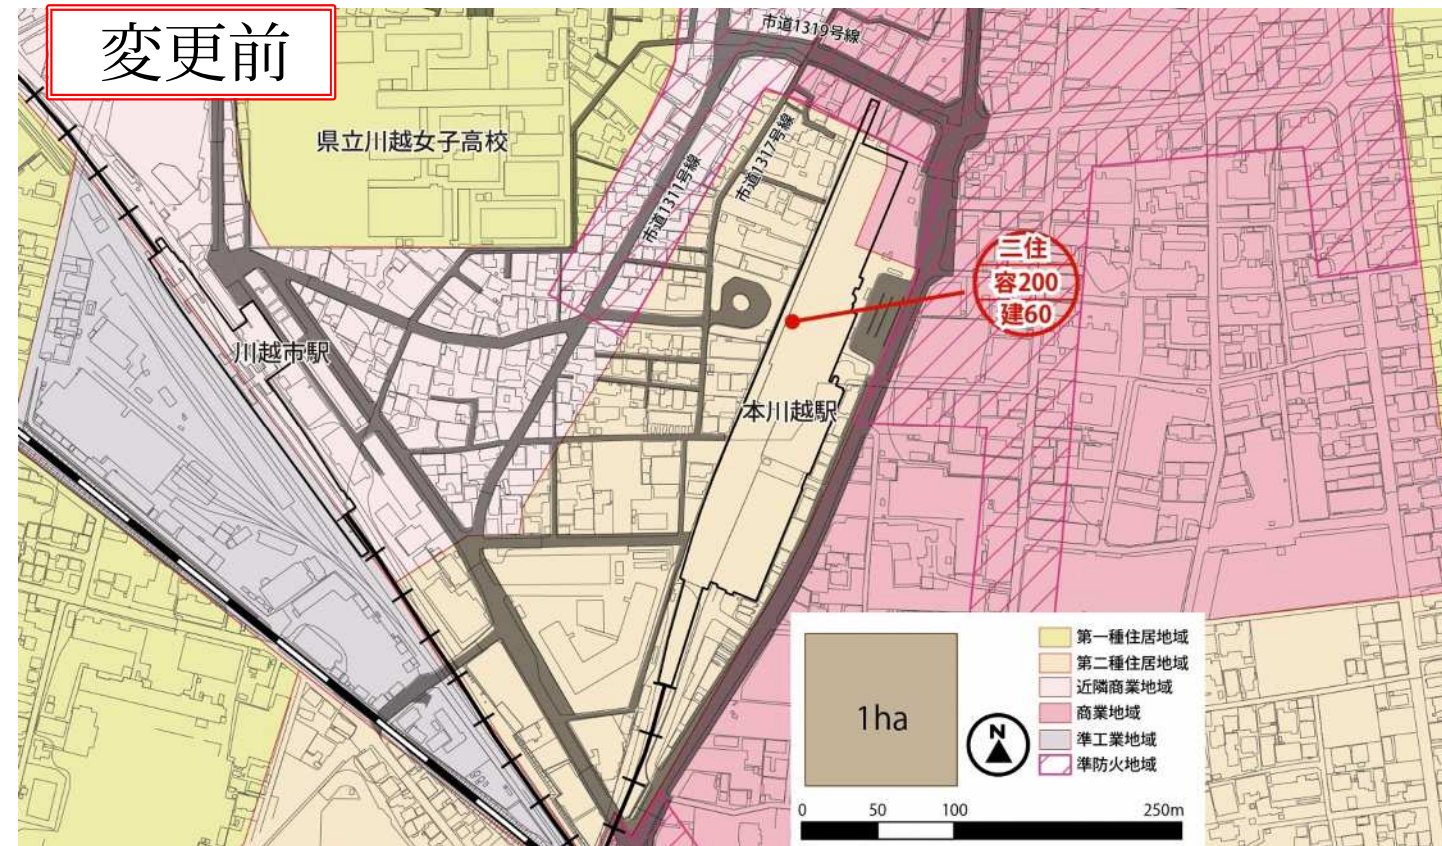 変更前
市道1319号線
県立川越女子高校
市道1317号線
市道1311号線
二住
容200
建60
川越市駅
本川越駅
1ha
N
第一種住居地域
第二種住居地域
近隣商業地域
商業地域
準工業地域
準防火地域
0 50 100 250m